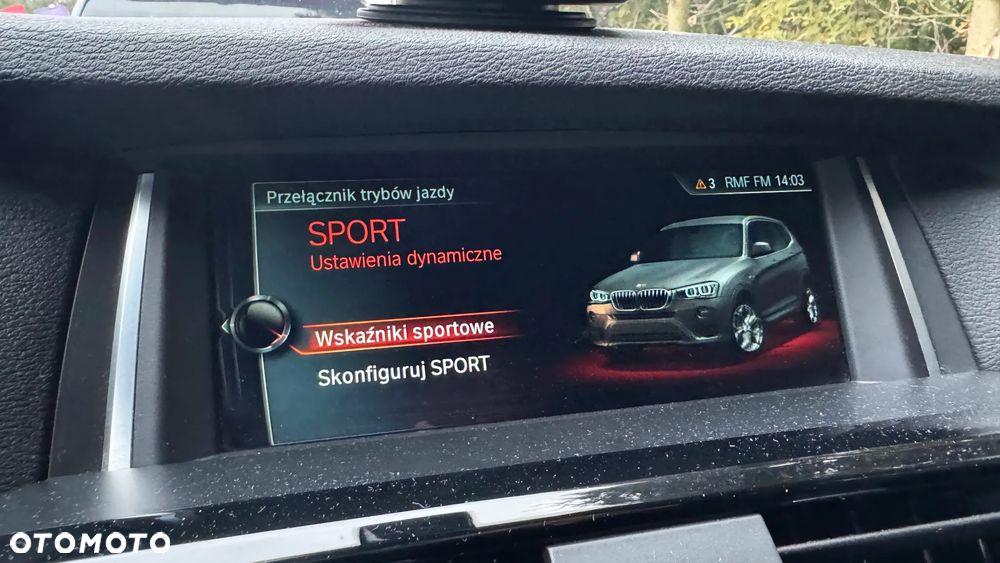 Przełącznik trybów jazdy
3 RMF FM 14:03
SPORT
Ustawienia dynamiczne
Wskaźniki sportowe
Skonfiguruj SPORT
OTOMOTO